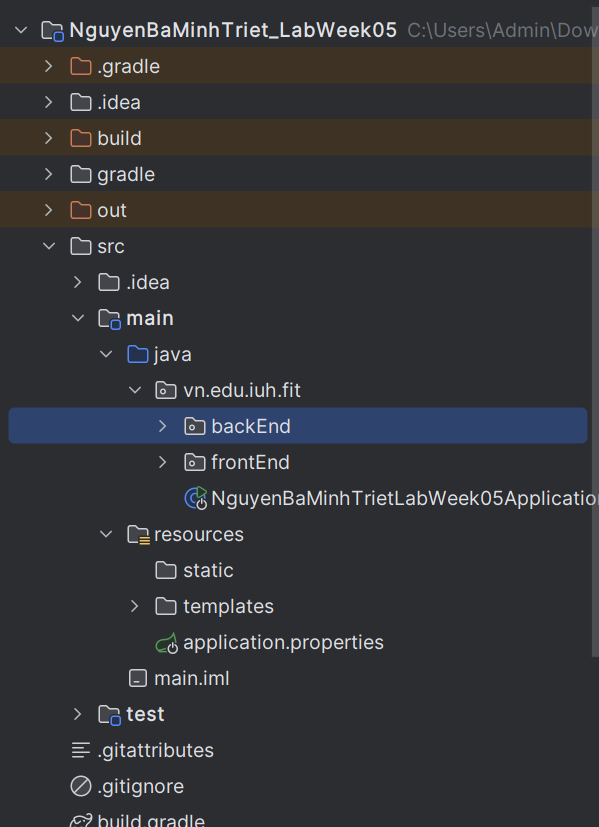 NguyenBaMinhTriet_LabWeek05 C:\Users\Admin\Dow
.gradle
.idea
build
gradle
out
src
.idea
main
java
vn.edu.iuh.fit
backEnd
frontEnd
NguyenBaMinhTrietLabWeek05Applicatio
resources
static
templates
application.properties
main.iml
test
.gitattributes
.gitignore
build.gradle